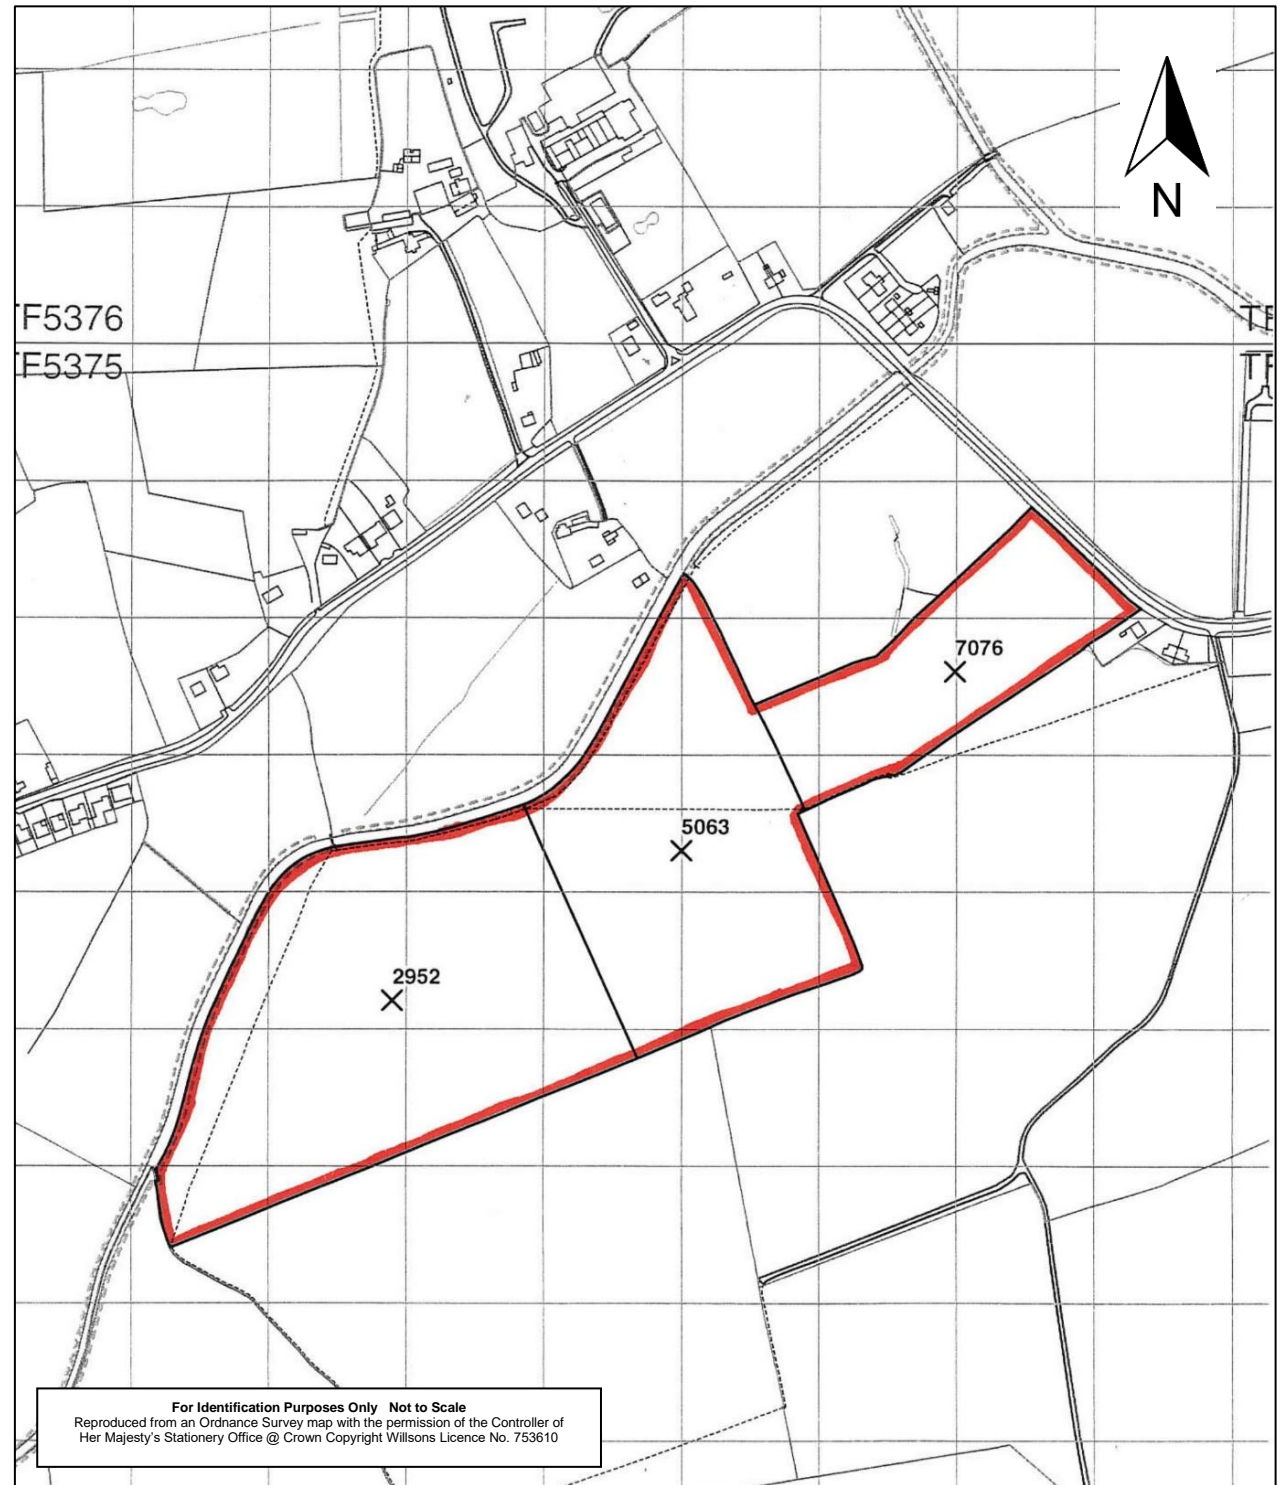 N
TF5376
TF5375
7076
5063
2952
For Identification Purposes Only Not to Scale
Reproduced from an Ordnance Survey map with the permission of the Controller of
Her Majesty's Stationery Office @ Crown Copyright Willsons Licence No. 753610